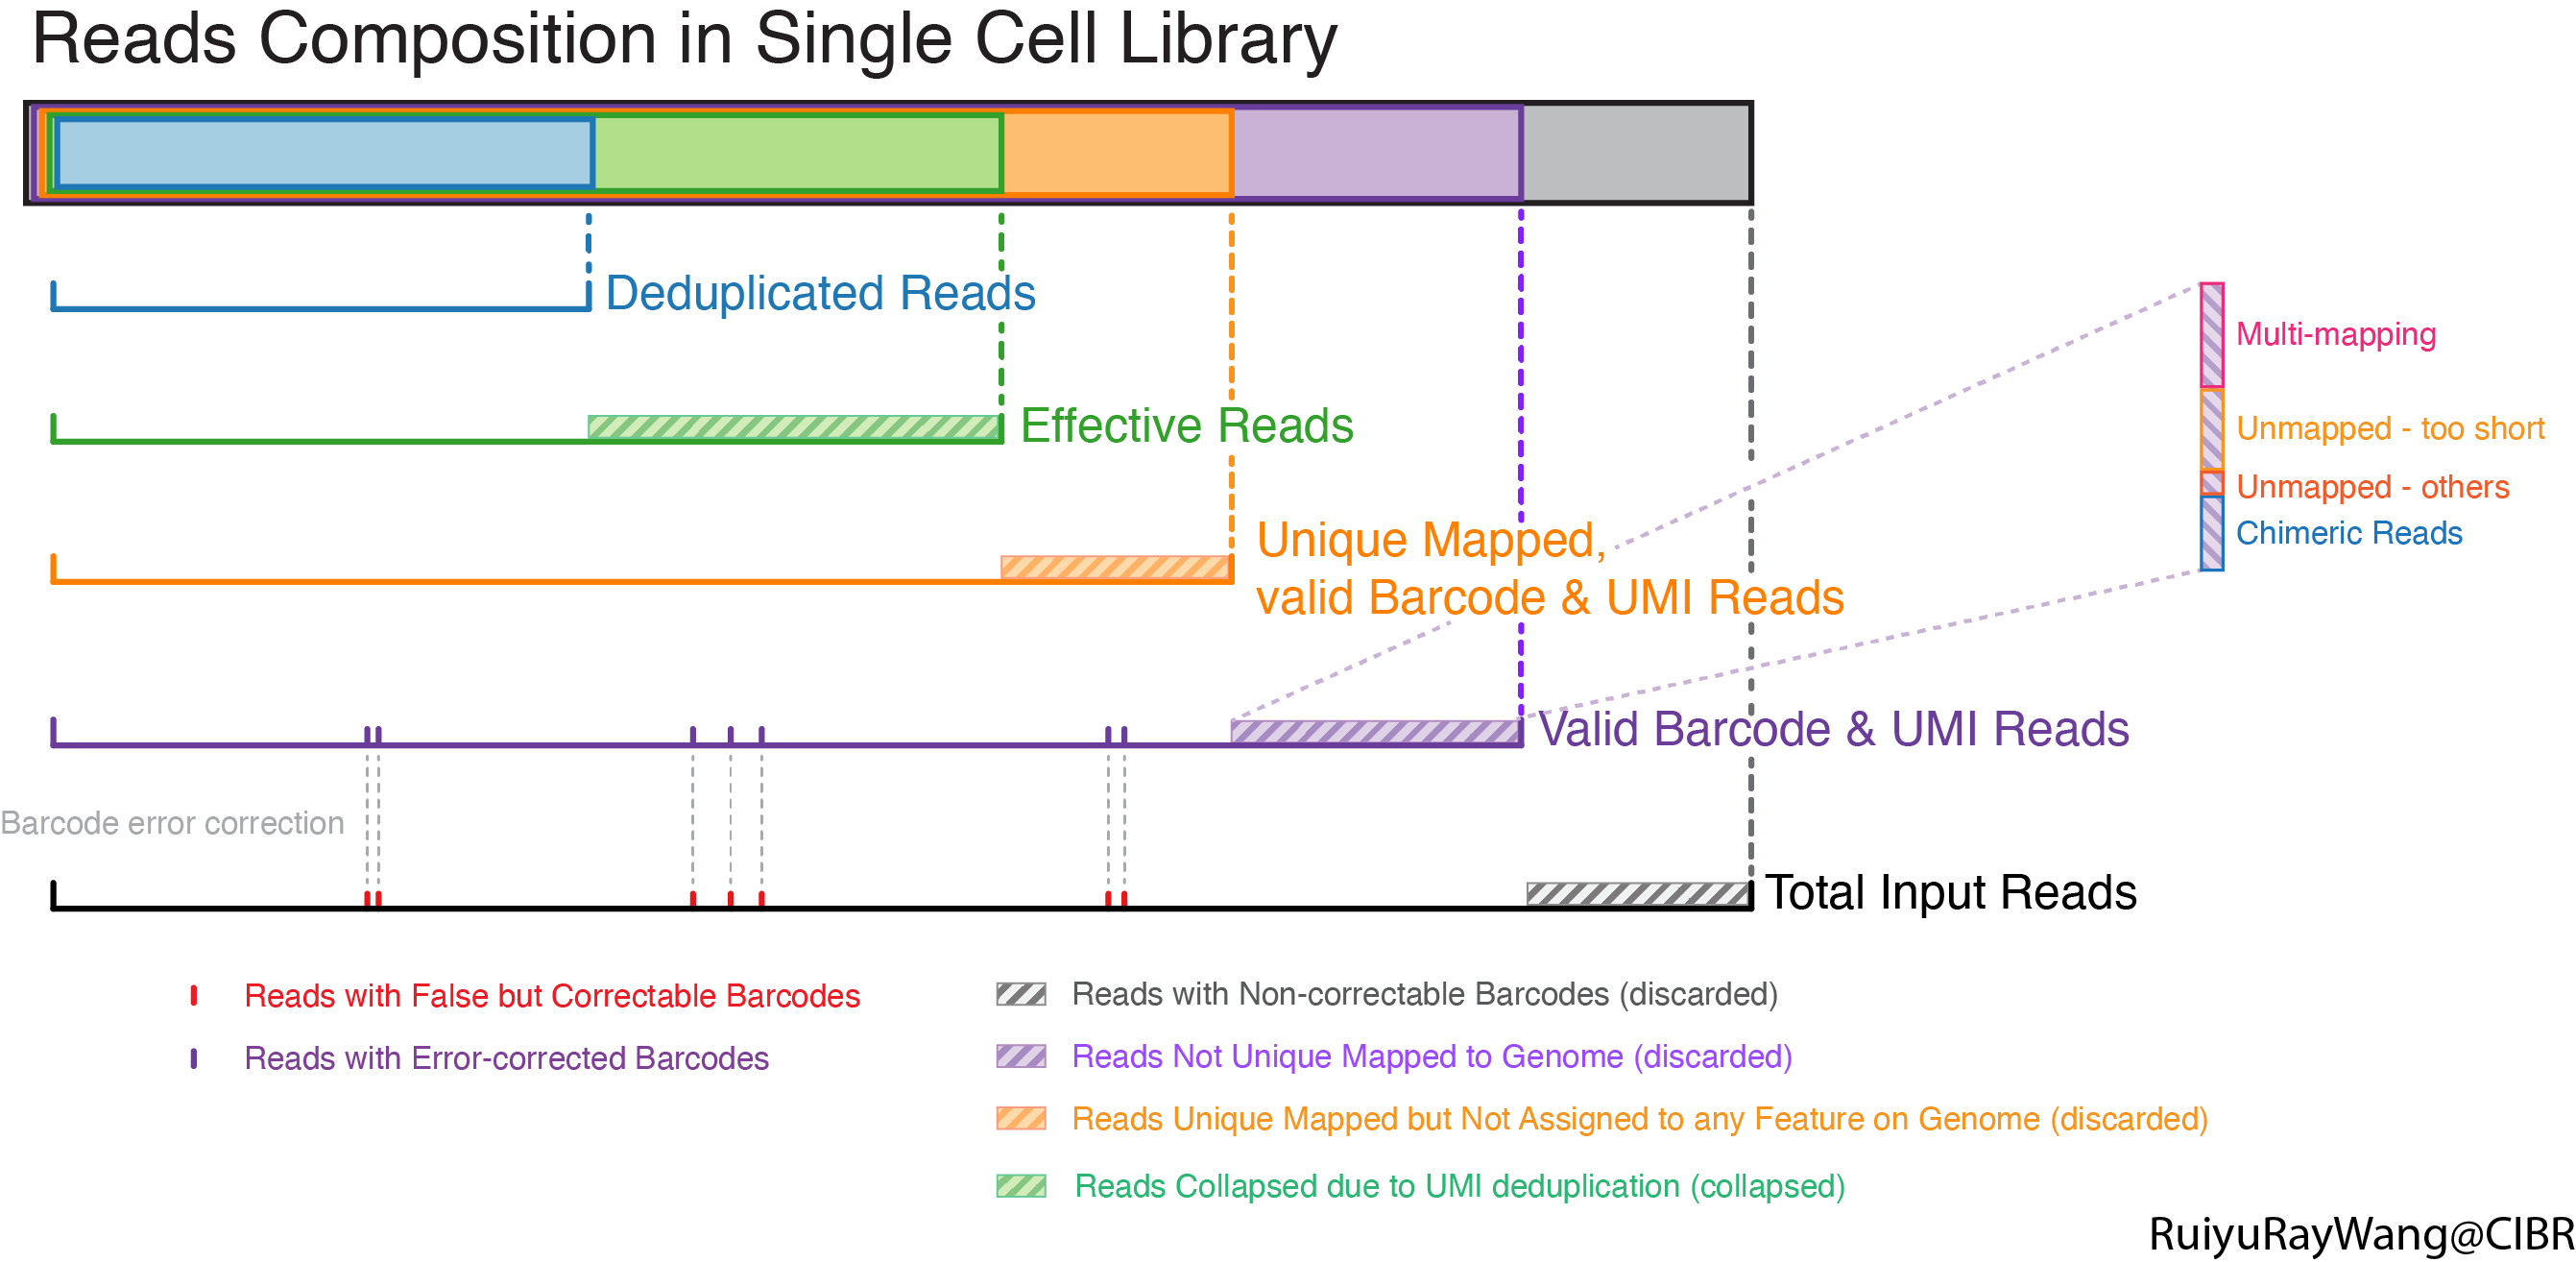 Reads Composition in Single Cell Library
Deduplicated Reads
Multi-mapping
Effective Reads
Unmapped - too short
Unmapped - others
Chimeric Reads
Unique Mapped,
valid Barcode & UMI Reads
Valid Barcode & UMI Reads
Barcode error correction
Total Input Reads
Reads with False but Correctable Barcodes
Reads with Error-corrected Barcodes
Reads with Non-correctable Barcodes (discarded)
Reads Not Unique Mapped to Genome (discarded)
Reads Unique Mapped but Not Assigned to any Feature on Genome (discarded)
Reads Collapsed due to UMI deduplication (collapsed)
RuiyuRayWang@CIBR